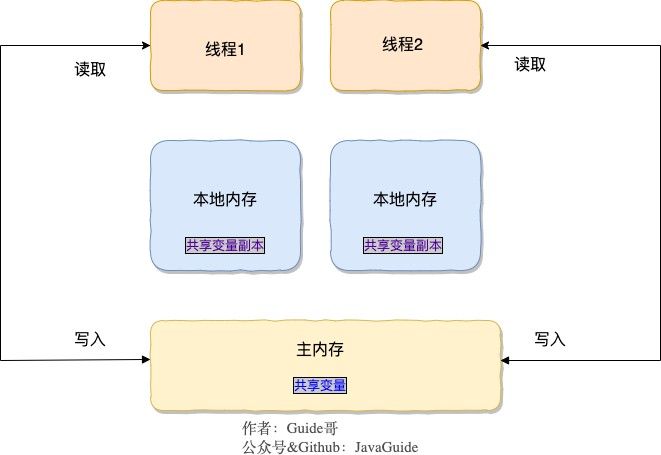 线程1
线程2
读取
读取
本地内存
本地内存
共享变量副本
共享变量副本
写入
写入
主内存
共享变量
作者：Guide哥
公众号&Github：JavaGuide